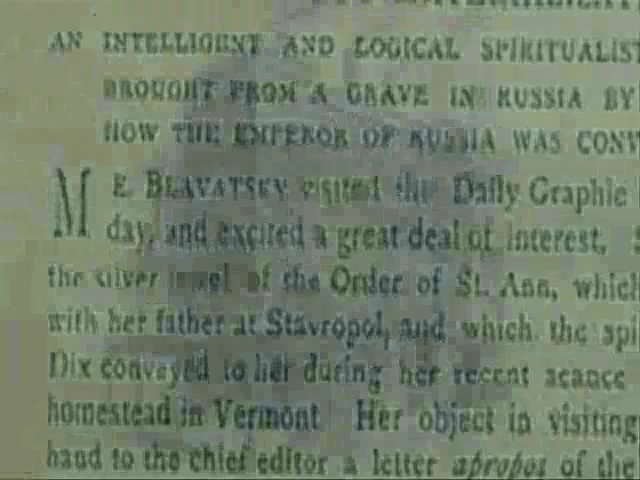 AN INTELLIGENT AND LOGICAL SPIRITUALIST
BROUGHT FROM A GRAVE IN RUSSIA BY
HOW THE EMPEROR OF RUSSIA WAS CONV
ME. BLAVATSKY visited the Daily Graphic
day, and excited a great deal of interest. S
the silver jewel of the Order of St. Ann, which
with her father at Stavropol, and which the spi
Dix conveyed to her during her recent seance
homestead in Vermont Her object in visiting
hand to the chief editor a letter apropos of the